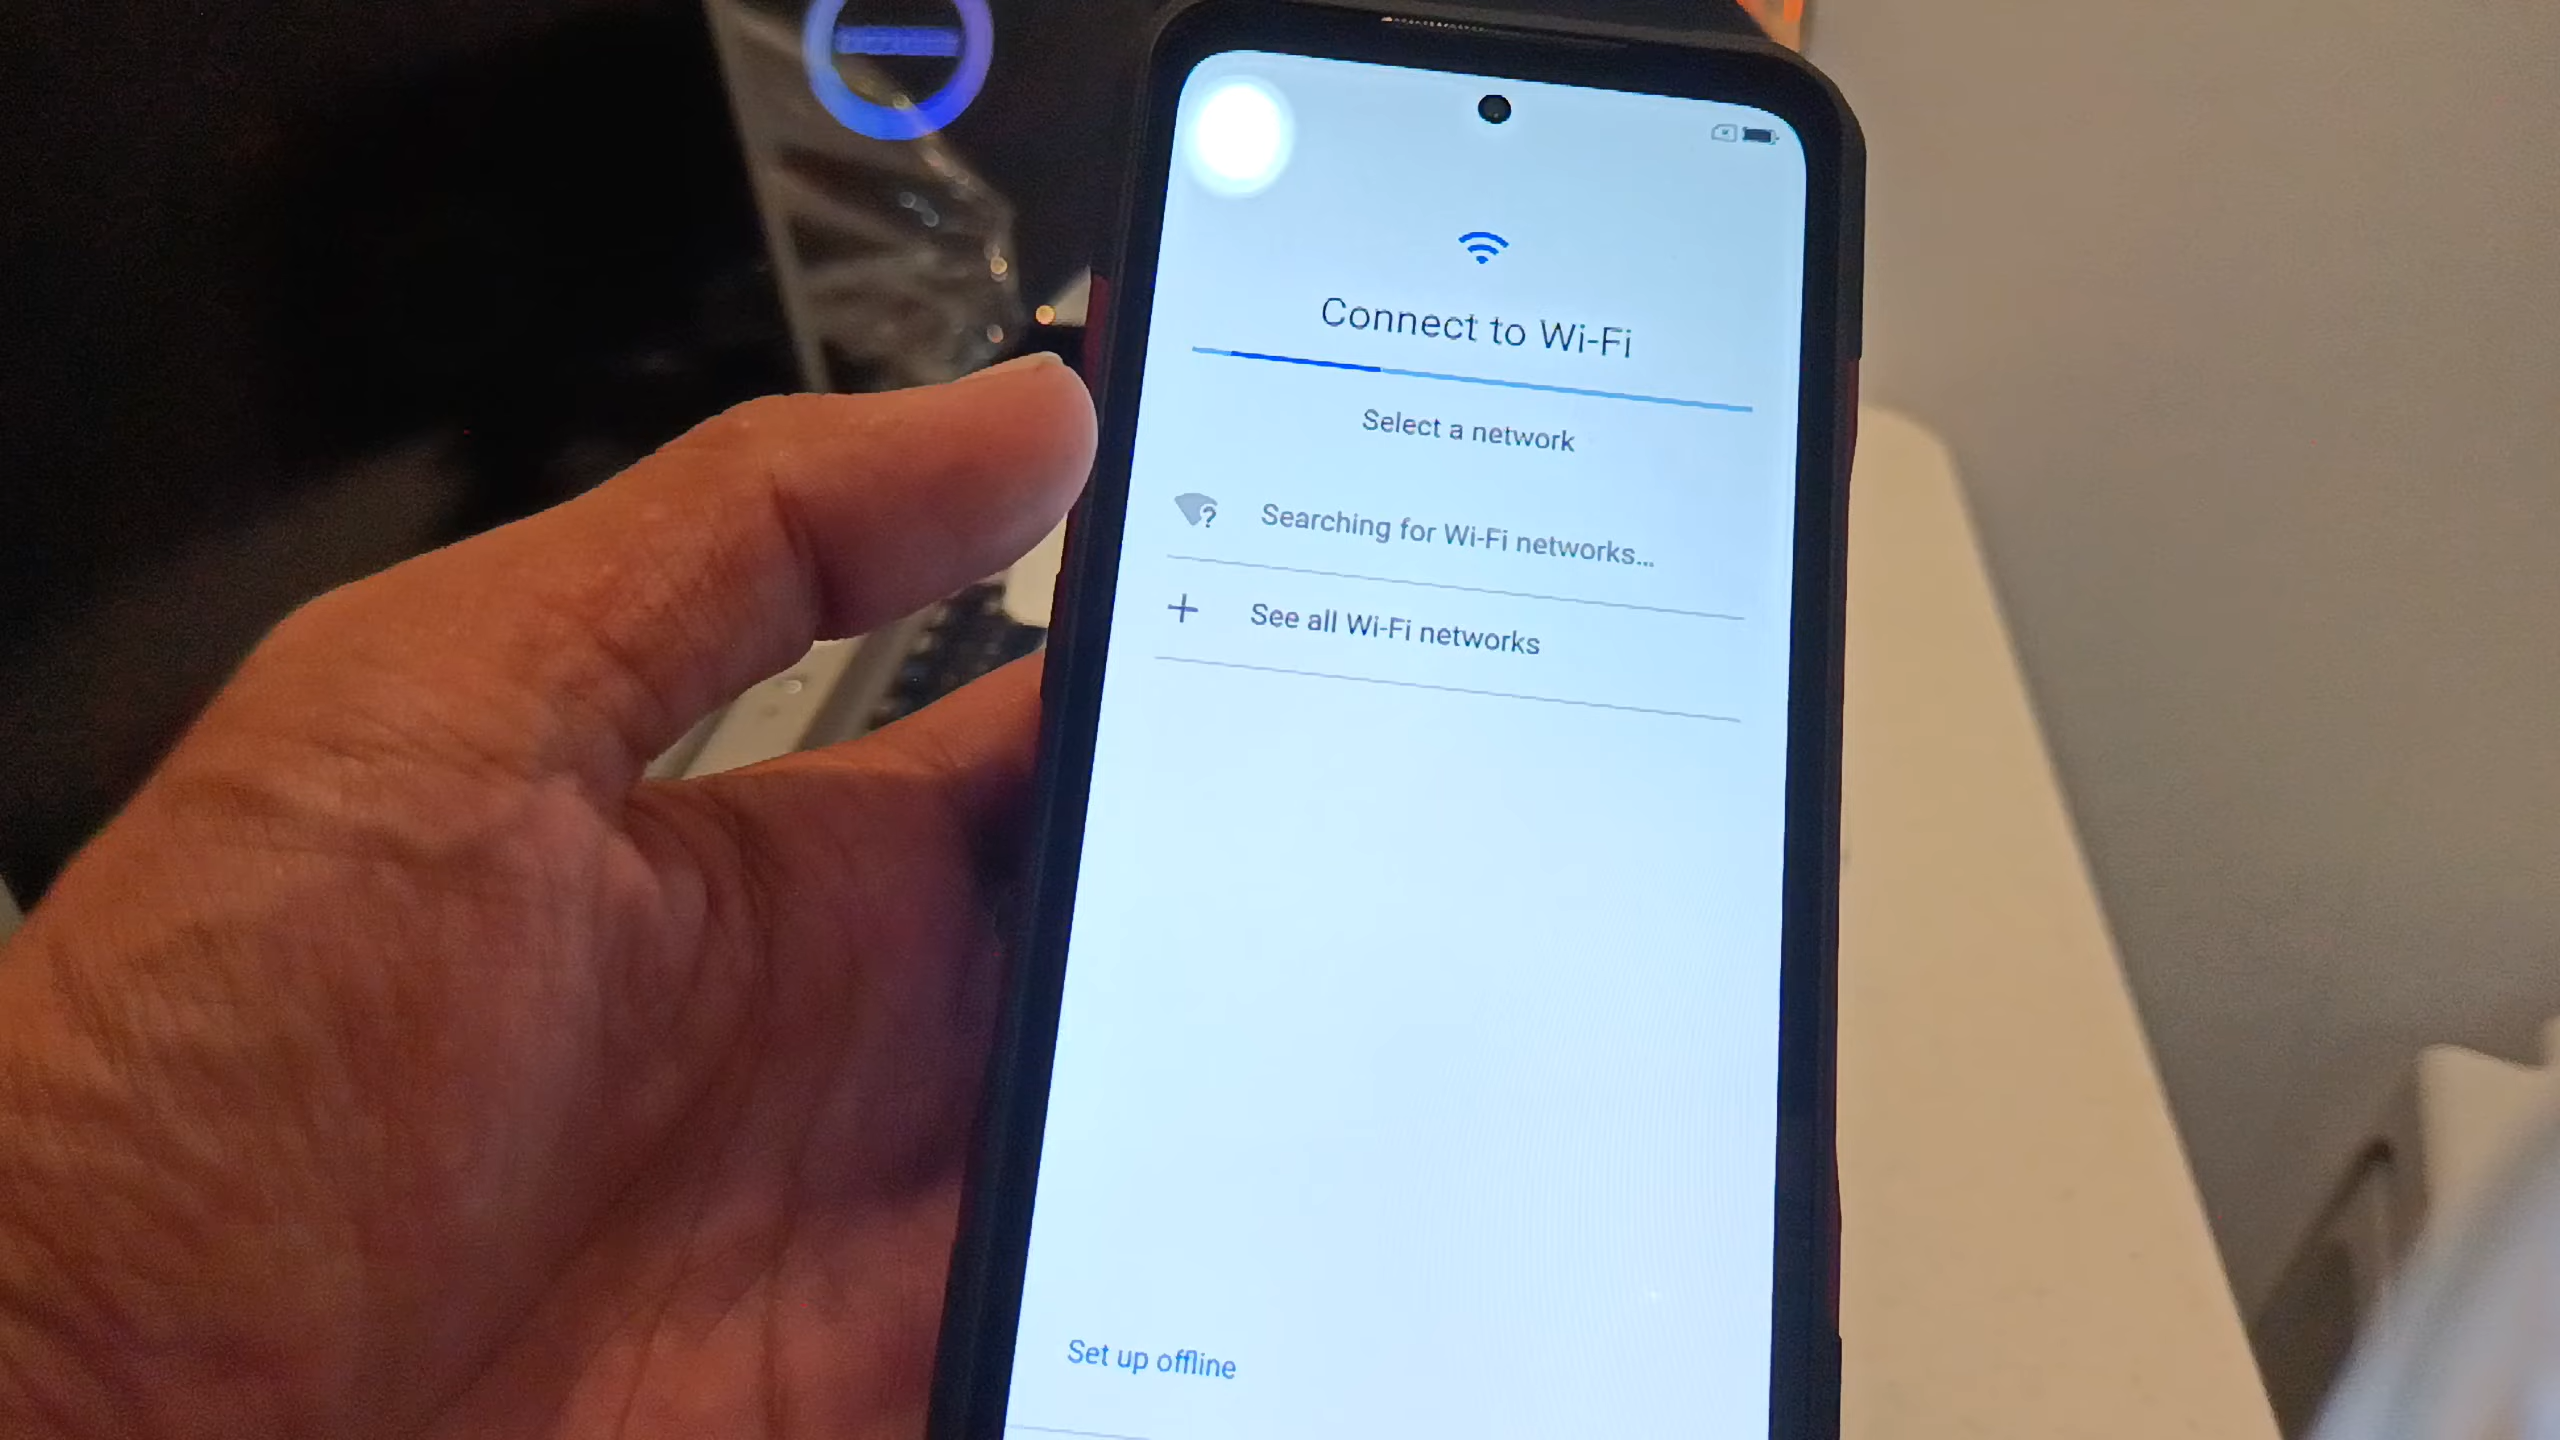 Connect to Wi-Fi
Select a network
Searching for Wi-Fi networks...
See all Wi-Fi networks
Set up offline